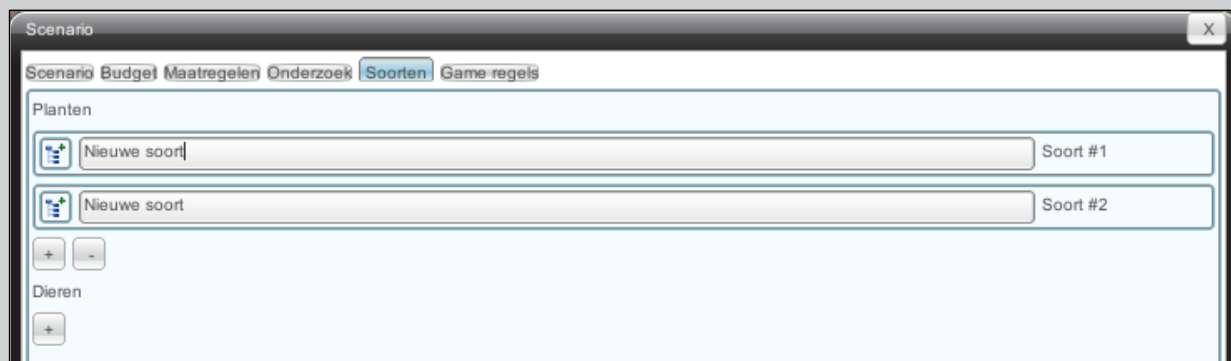 Scenario X
Scenario Budget Maatregelen Onderzoek Soorten Game regels
Planten
Nieuwe soort Soort #1
Nieuwe soort Soort #2
+ -
Dieren
+